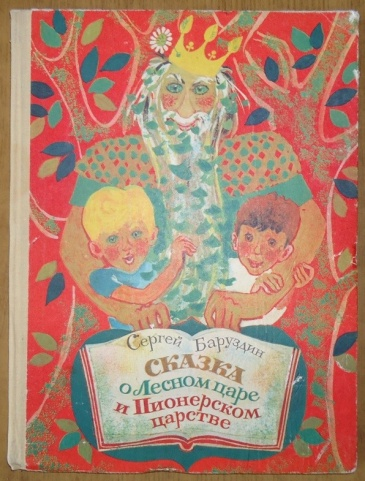 Сергей Баруздин
СКАЗКА
о Лесном царе
и Пионерском
царстве